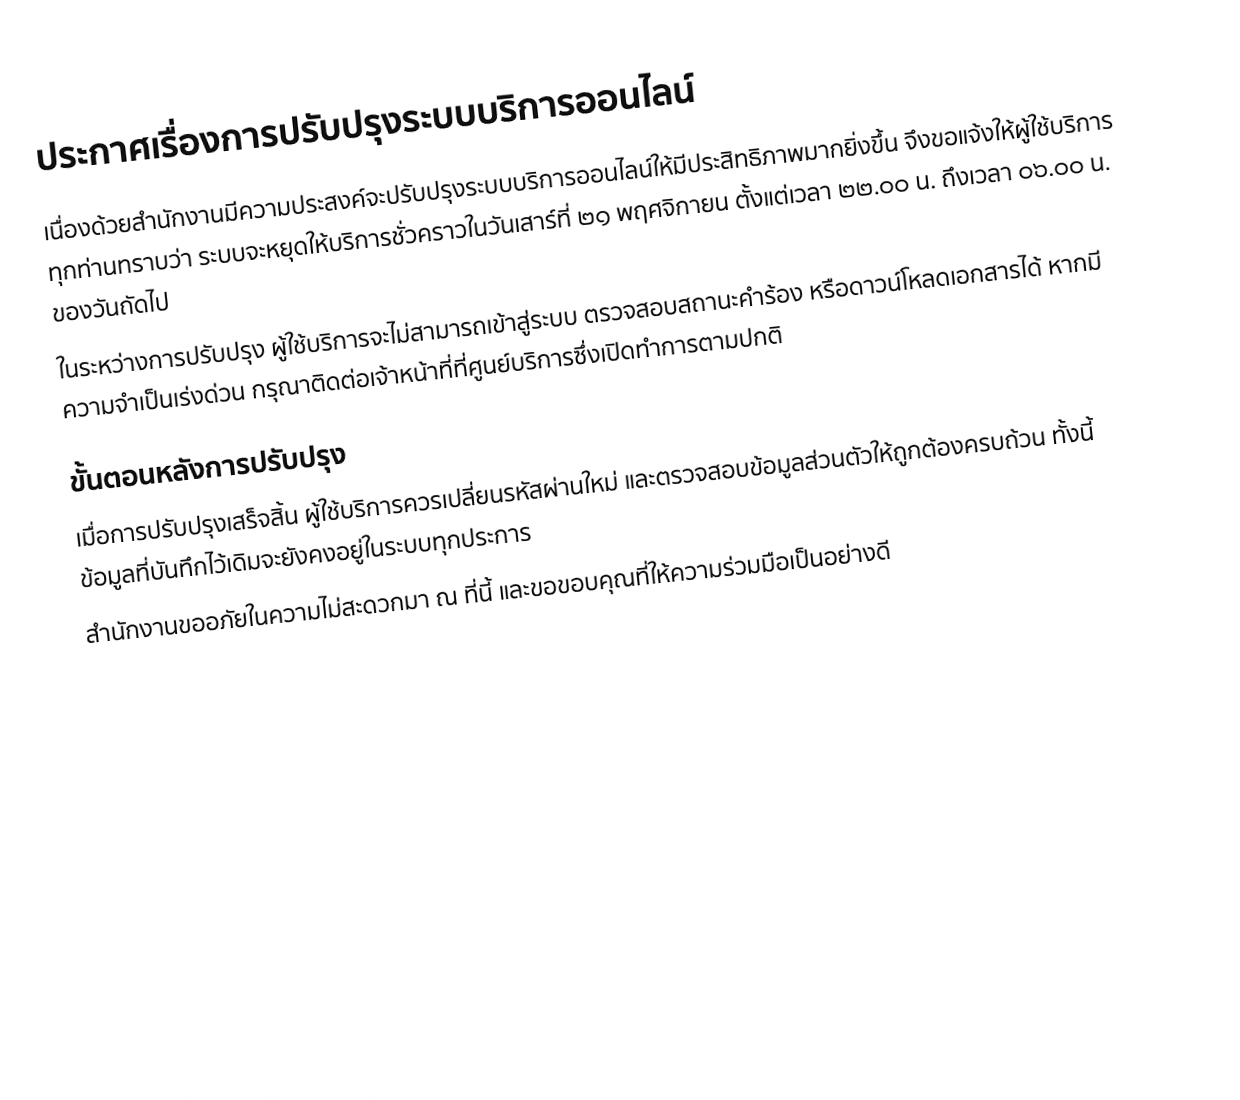 ประกาศเรื่องการปรับปรุงระบบบริการออนไลน์
เนื่องด้วยสำนักงานมีความประสงค์จะปรับปรุงระบบบริการออนไลน์ให้มีประสิทธิภาพมากยิ่งขึ้น จึงขอแจ้งให้ผู้ใช้บริการ
ทุกท่านทราบว่า ระบบจะหยุดให้บริการชั่วคราวในวันเสาร์ที่ ๒๑ พฤศจิกายน ตั้งแต่เวลา ๒๒.๐๐ น. ถึงเวลา ๐๖.๐๐ น.
ของวันถัดไป
ในระหว่างการปรับปรุง ผู้ใช้บริการจะไม่สามารถเข้าสู่ระบบ ตรวจสอบสถานะคำร้อง หรือดาวน์โหลดเอกสารได้ หากมี
ความจำเป็นเร่งด่วน กรุณาติดต่อเจ้าหน้าที่ที่ศูนย์บริการซึ่งเปิดทำการตามปกติ
ขั้นตอนหลังการปรับปรุง
เมื่อการปรับปรุงเสร็จสิ้น ผู้ใช้บริการควรเปลี่ยนรหัสผ่านใหม่ และตรวจสอบข้อมูลส่วนตัวให้ถูกต้องครบถ้วน ทั้งนี้
ข้อมูลที่บันทึกไว้เดิมจะยังคงอยู่ในระบบทุกประการ
สำนักงานขออภัยในความไม่สะดวกมา ณ ที่นี้ และขอขอบคุณที่ให้ความร่วมมือเป็นอย่างดี